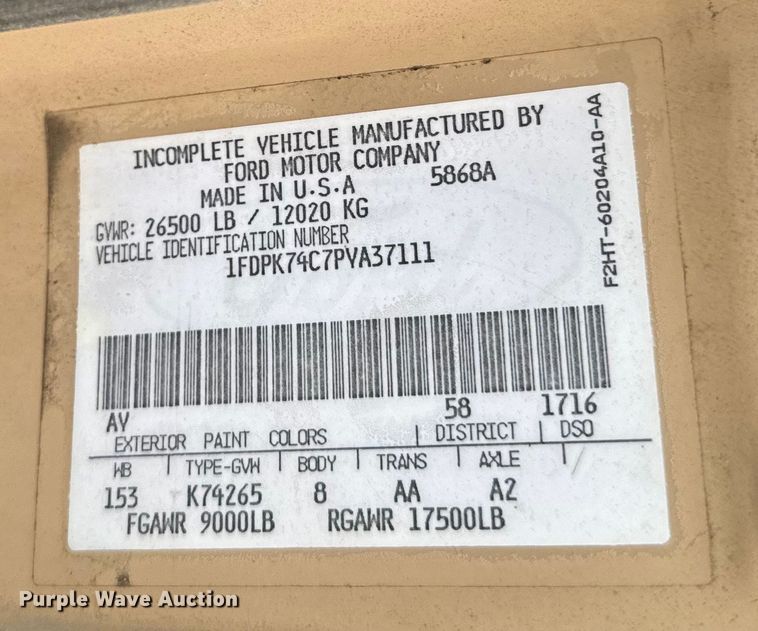 INCOMPLETE VEHICLE MANUFACTURED BY
FORD MOTOR COMPANY
MADE IN U.S.A 5868A
GVWR: 26500 LB / 12020 KG
VEHICLE IDENTIFICATION NUMBER
1FDPK74C7PVA37111
F2HT-60204A10-AA
AY 58 1716
EXTERIOR PAINT COLORS DISTRICT DSO
WB TYPE-GVW BODY TRANS AXLE
153 K74265 8 AA A2
FGAWR 9000LB RGAWR 17500LB
Purple Wave Auction